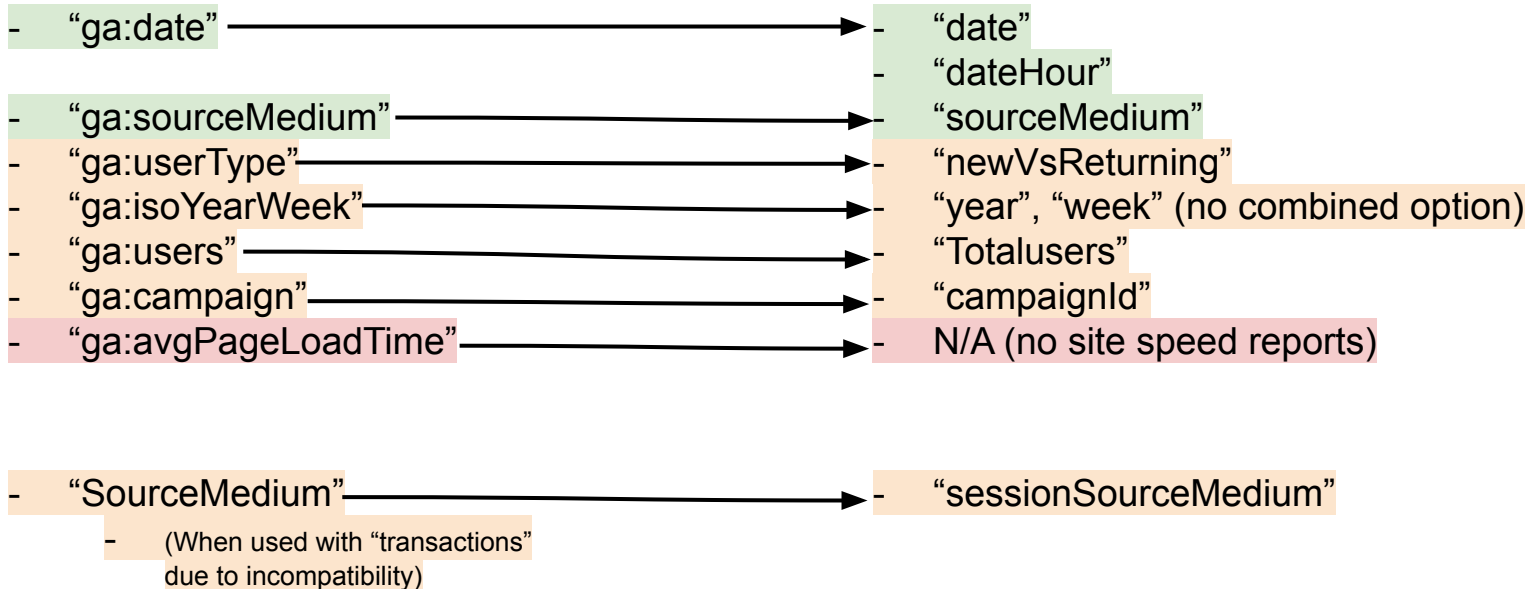 - “ga:date” - “date”
- “dateHour”
- “ga:sourceMedium” - “sourceMedium”
- “ga:userType” - “newVsReturning”
- “ga:isoYearWeek” - “year”, “week” (no combined option)
- “ga:users” - “Totalusers”
- “ga:campaign” - “campaignId”
- “ga:avgPageLoadTime” - N/A (no site speed reports)
- “SourceMedium” - “sessionSourceMedium”
- (When used with “transactions”
due to incompatibility)